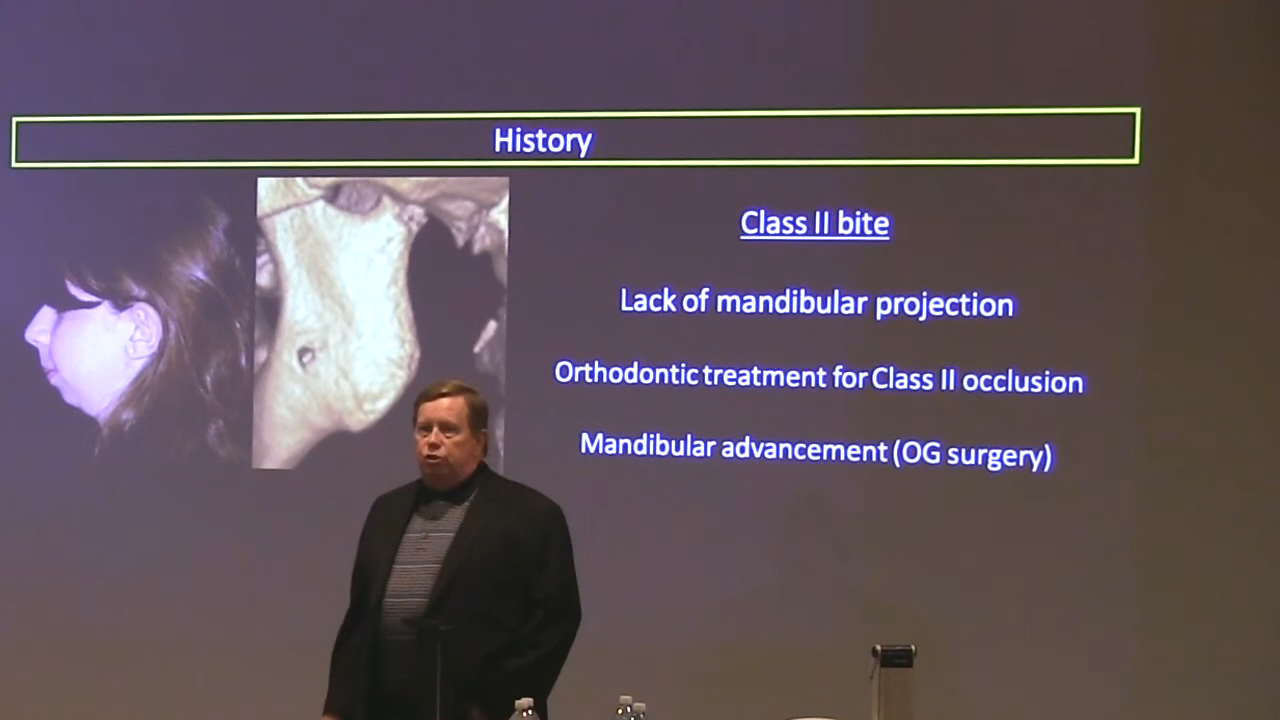 History
Class II bite
Lack of mandibular projection
Orthodontic treatment for Class II occlusion
Mandibular advancement (OG surgery)